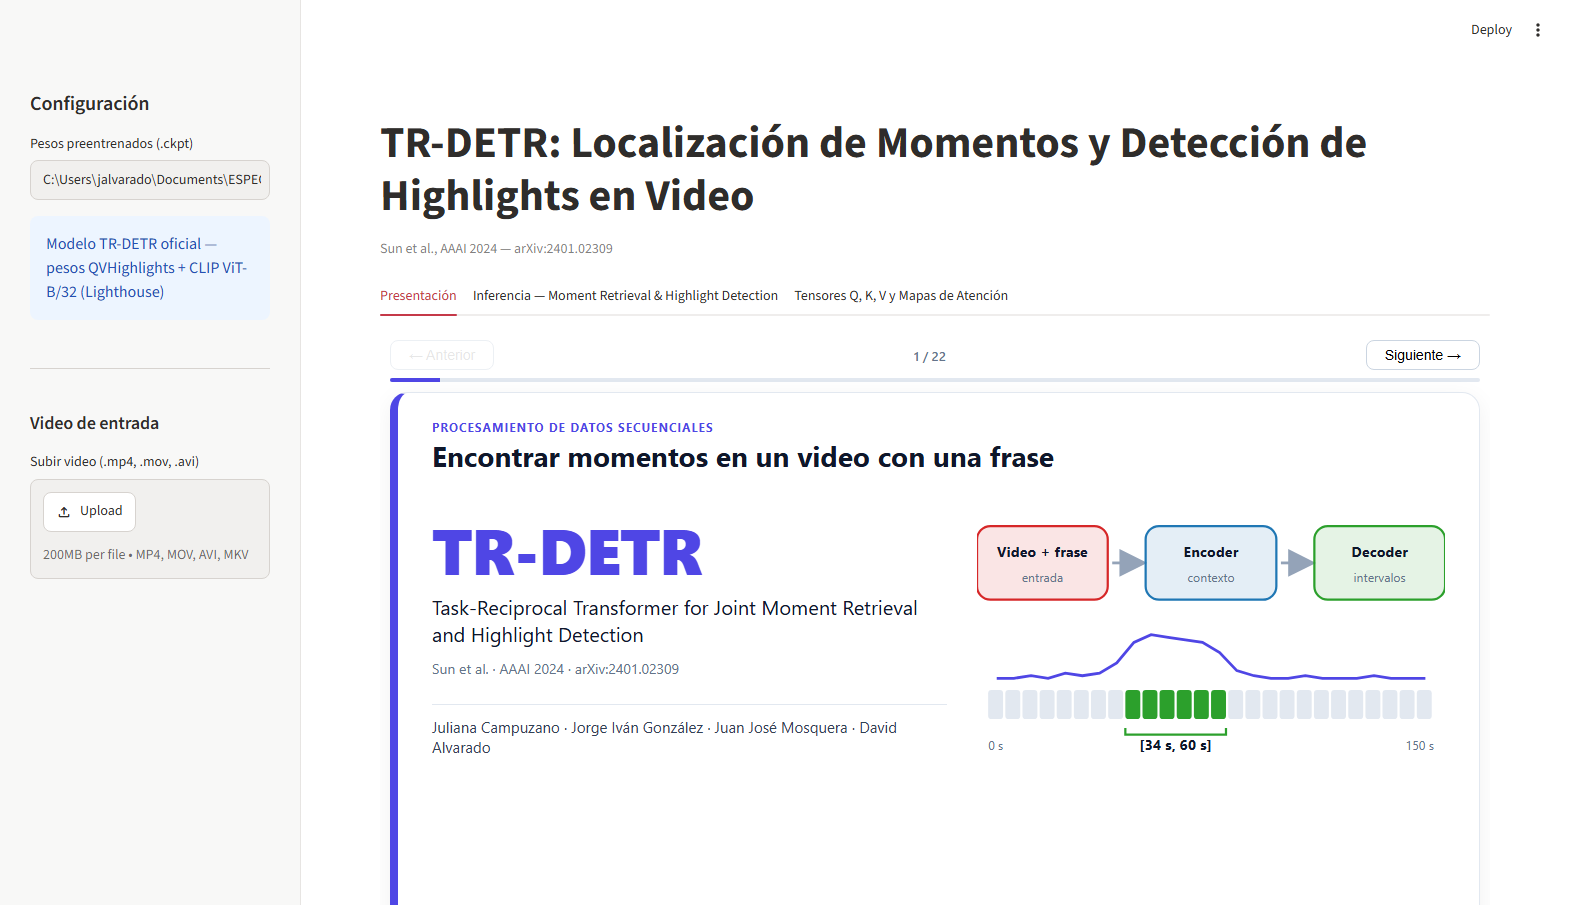 Deploy
Configuración
Pesos preentrenados (.ckpt)
C:\Users\jalvarado\Documents\ESPE
Modelo TR-DETR oficial —
pesos QVHighlights + CLIP ViT-
B/32 (Lighthouse)
Video de entrada
Subir video (.mp4, .mov, .avi)
Upload
200MB per file • MP4, MOV, AVI, MKV
TR-DETR: Localización de Momentos y Detección de
Highlights en Video
Sun et al., AAAI 2024 — arXiv:2401.02309
Presentación
Inferencia — Moment Retrieval & Highlight Detection
Tensores Q, K, V y Mapas de Atención
← Anterior
1 / 22
Siguiente →
PROCESAMIENTO DE DATOS SECUENCIALES
Encontrar momentos en un video con una frase
TR-DETR
Task-Reciprocal Transformer for Joint Moment Retrieval
and Highlight Detection
Sun et al. · AAAI 2024 · arXiv:2401.02309
Juliana Campuzano · Jorge Iván González · Juan José Mosquera · David
Alvarado
Video + frase
entrada
Encoder
contexto
Decoder
intervalos
0 s
[34 s, 60 s]
150 s